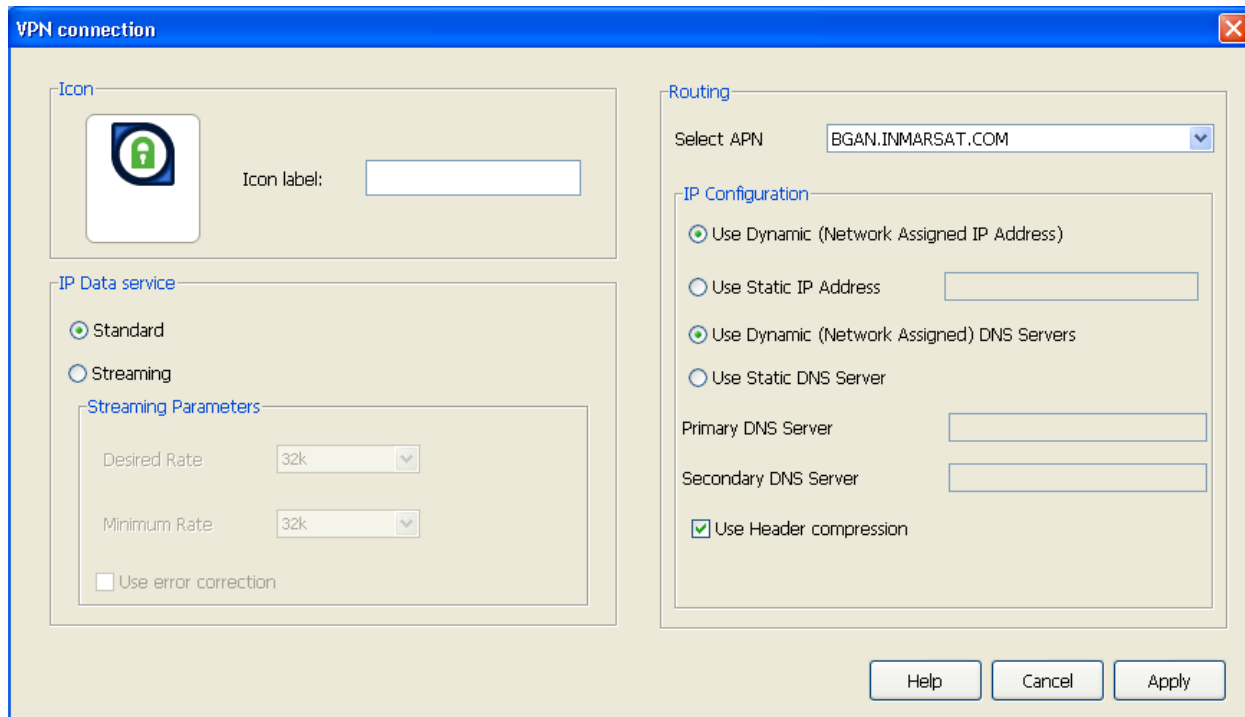 VPN connection
Icon
Icon label:
IP Data service
Standard
Streaming
Streaming Parameters
Desired Rate 32k
Minimum Rate 32k
Use error correction
Routing
Select APN BGAN.INMARSAT.COM
IP Configuration
Use Dynamic (Network Assigned IP Address)
Use Static IP Address
Use Dynamic (Network Assigned) DNS Servers
Use Static DNS Server
Primary DNS Server
Secondary DNS Server
Use Header compression
Help Cancel Apply